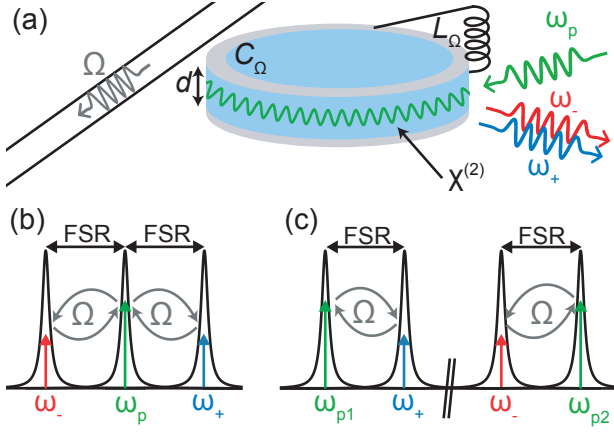 (a)
Ω
d
C_Ω
L_Ω
ω_p
ω_-
ω_+
χ^(2)
(b)
FSR FSR
Ω Ω
ω_- ω_p ω_+
(c)
FSR FSR
Ω Ω
ω_p1 ω_+ ω_- ω_p2